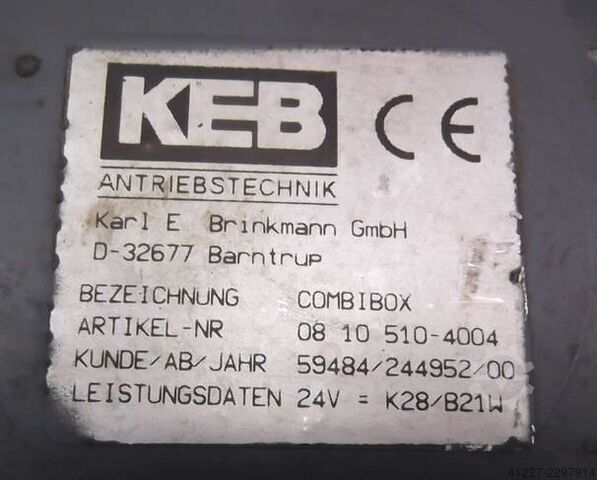 KEB CE
ANTRIEBSTECHNIK
Karl E. Brinkmann GmbH
D-32677 Barntrup
BEZEICHNUNG COMBIBOX
ARTIKEL-NR 08 10 510-4004
KUNDE/AB/JAHR 59484/244952/00
LEISTUNGSDATEN 24V = K28/B21W
41227-2297914